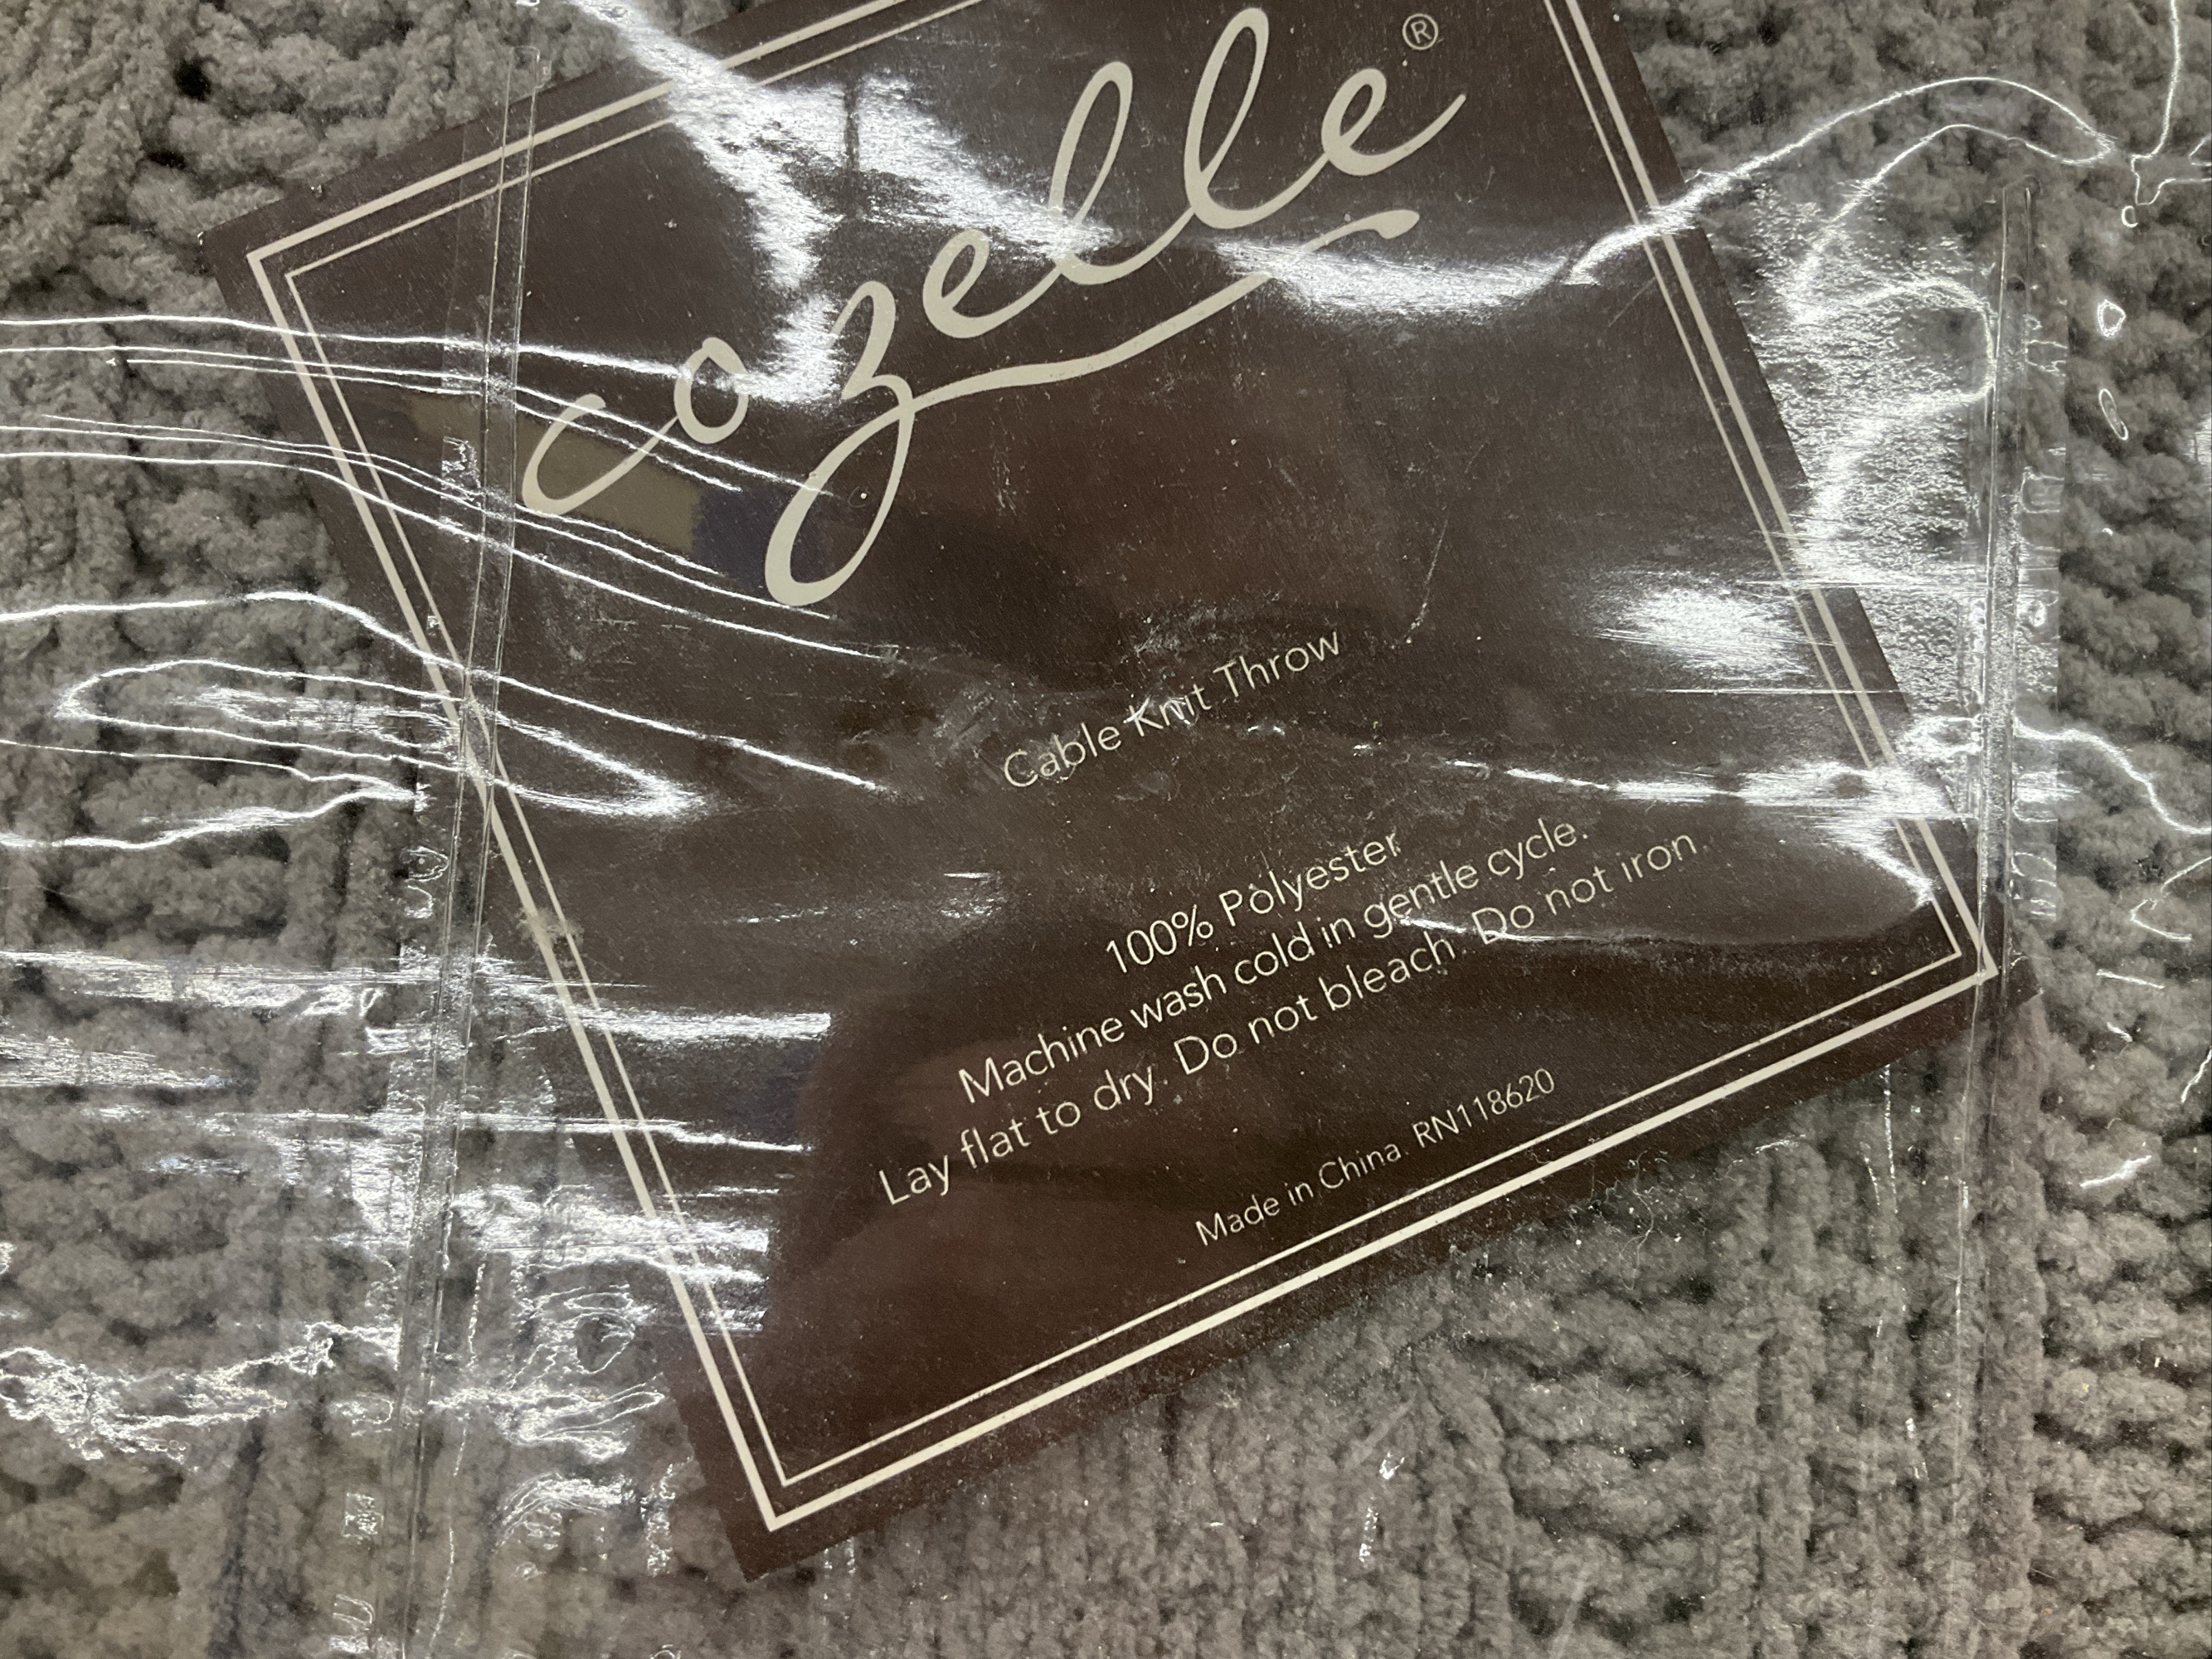 cozelle®
Cable Knit Throw
100% Polyester
Machine wash cold in gentle cycle.
Lay flat to dry. Do not bleach. Do not iron.
Made in China. RN118620